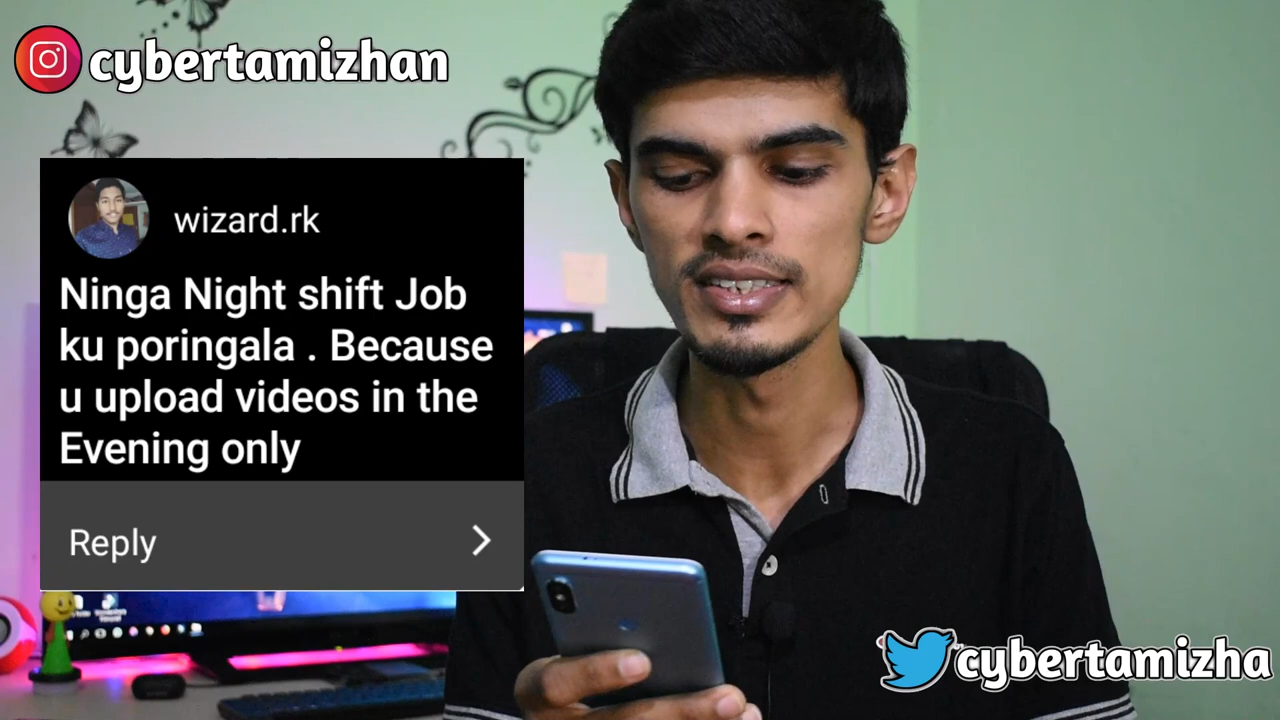 cybertamizhan
wizard.rk
Ninga Night shift Job
ku poringala . Because
u upload videos in the
Evening only
Reply
cybertamizha